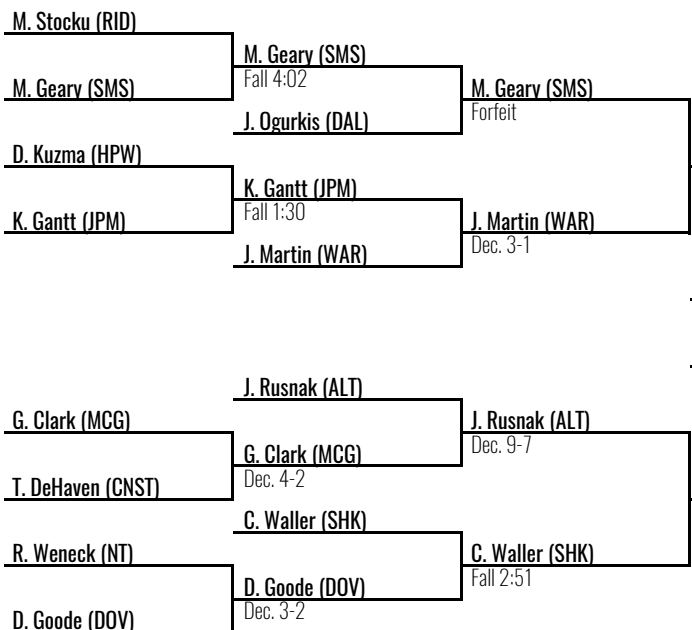 M. Stocku (RID)
M. Geary (SMS)
Fall 4:02
M. Geary (SMS)
M. Geary (SMS)
Forfeit
J. Ogurkis (DAL)
D. Kuzma (HPW)
K. Gantt (JPM)
Fall 1:30
K. Gantt (JPM)
J. Martin (WAR)
Dec. 3-1
J. Martin (WAR)
J. Rusnak (ALT)
G. Clark (MCG)
J. Rusnak (ALT)
Dec. 9-7
G. Clark (MCG)
Dec. 4-2
T. DeHaven (CNST)
C. Waller (SHK)
R. Weneck (NT)
C. Waller (SHK)
Fall 2:51
D. Goode (DOV)
Dec. 3-2
D. Goode (DOV)